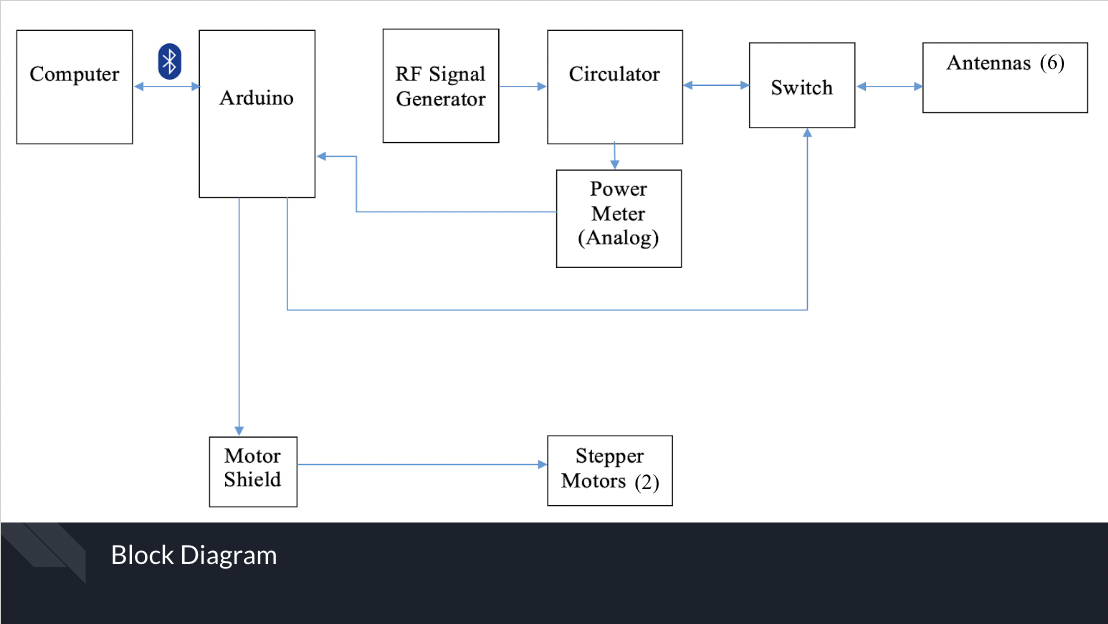 Computer
Arduino
RF Signal
Generator
Circulator
Switch
Antennas (6)
Power
Meter
(Analog)
Motor
Shield
Stepper
Motors (2)
Block Diagram